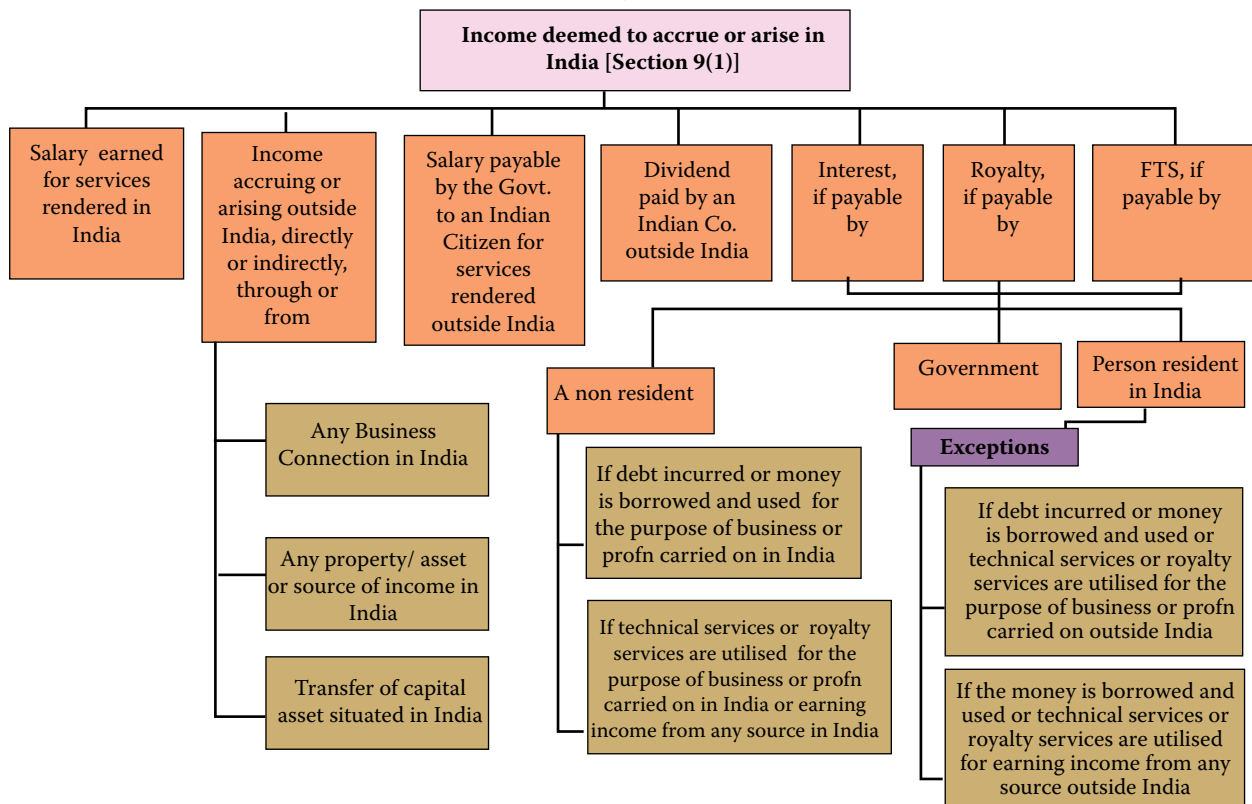 Income deemed to accrue or arise in
India [Section 9(1)]
Salary earned
for services
rendered in
India
Income
accruing or
arising outside
India, directly
or indirectly,
through or
from
Salary payable
by the Govt.
to an Indian
Citizen for
services
rendered
outside India
Dividend
paid by an
Indian Co.
outside India
Interest,
if payable
by
Royalty,
if payable
by
FTS, if
payable by
A non resident
Government
Person resident
in India
Any Business
Connection in India
Any property/ asset
or source of income in
India
Transfer of capital
asset situated in India
If debt incurred or money
is borrowed and used for
the purpose of business or
profn carried on in India
If technical services or royalty
services are utilised for the
purpose of business or profn
carried on in India or earning
income from any source in India
Exceptions
If debt incurred or money
is borrowed and used or
technical services or royalty
services are utilised for the
purpose of business or profn
carried on outside India
If the money is borrowed and
used or technical services or
royalty services are utilised
for earning income from any
source outside India